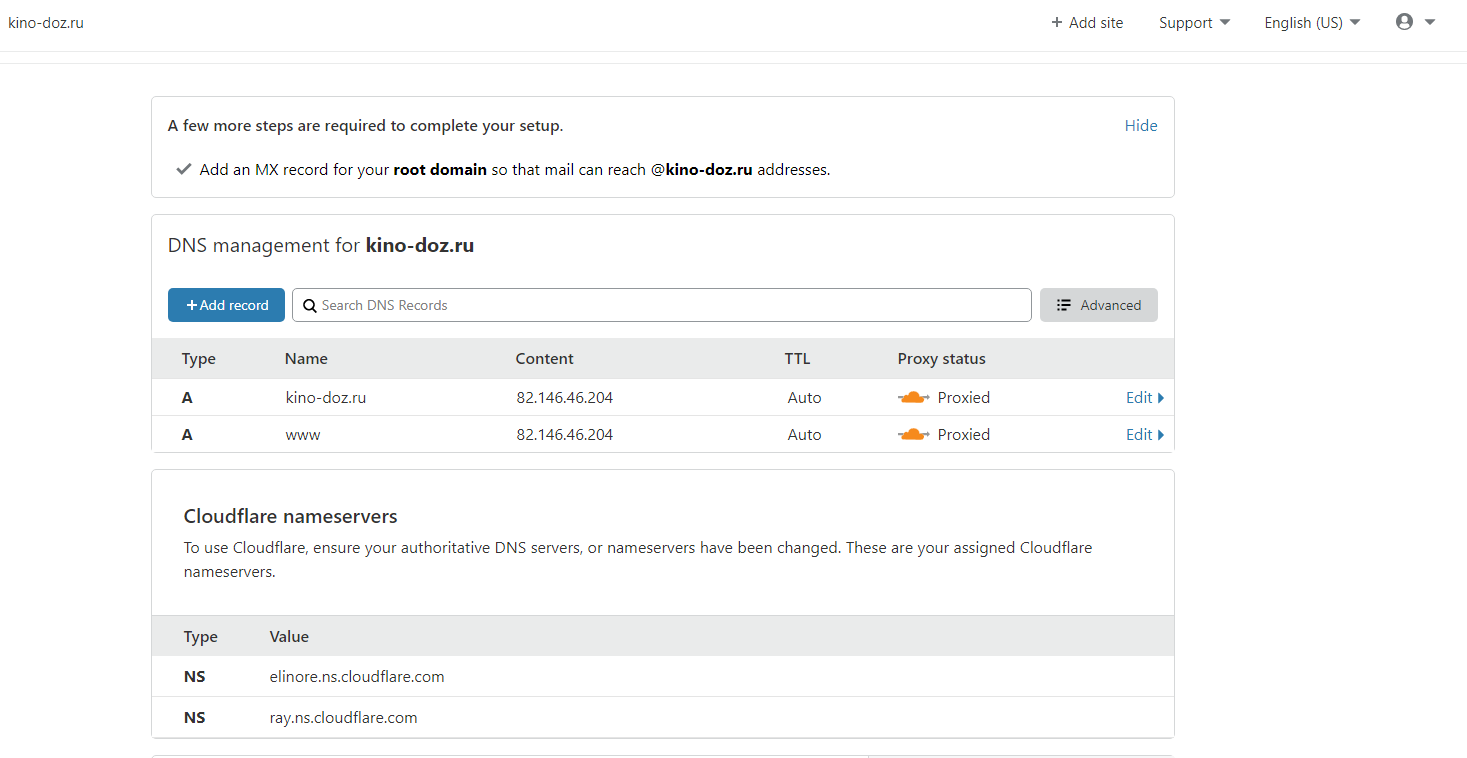 kino-doz.ru
+ Add site
Support
English (US)
A few more steps are required to complete your setup.
Hide
Add an MX record for your root domain so that mail can reach @kino-doz.ru addresses.
DNS management for kino-doz.ru
+Add record
Search DNS Records
Advanced
Type Name Content TTL Proxy status
A kino-doz.ru 82.146.46.204 Auto Proxied Edit
A www 82.146.46.204 Auto Proxied Edit
Cloudflare nameservers
To use Cloudflare, ensure your authoritative DNS servers, or nameservers have been changed. These are your assigned Cloudflare
nameservers.
Type Value
NS elinore.ns.cloudflare.com
NS ray.ns.cloudflare.com